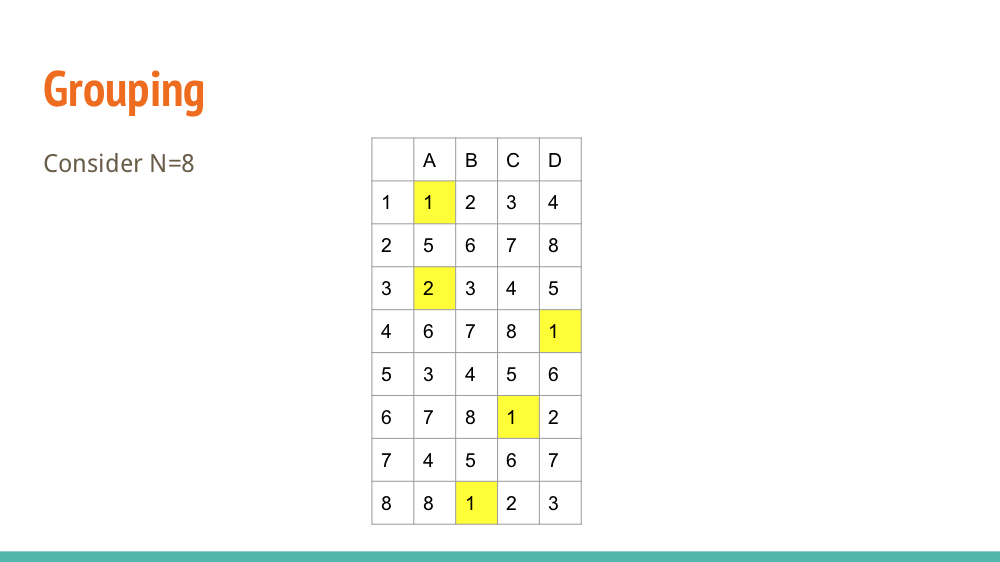 Grouping
Consider N=8
A B C D
1 1 2 3 4
2 5 6 7 8
3 2 3 4 5
4 6 7 8 1
5 3 4 5 6
6 7 8 1 2
7 4 5 6 7
8 8 1 2 3